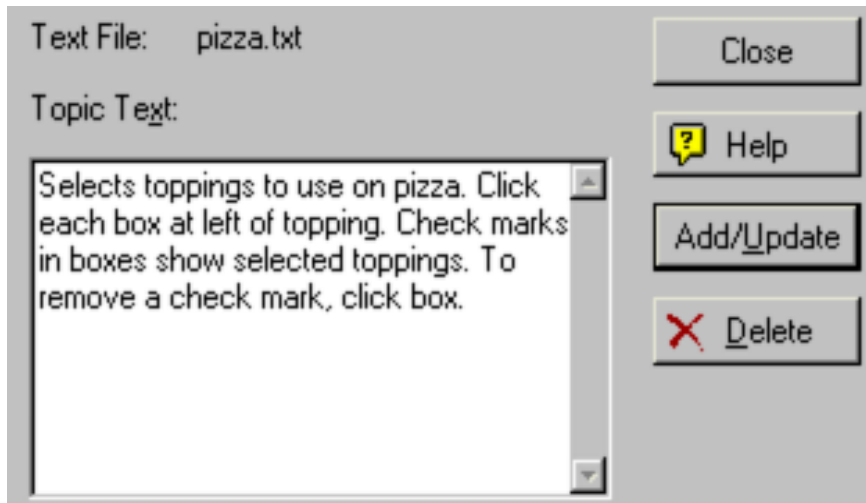 Text File: pizza.txt
Close
Topic Text:
Help
Selects toppings to use on pizza. Click
each box at left of topping. Check marks
in boxes show selected toppings. To
remove a check mark, click box.
Add/Update
Delete